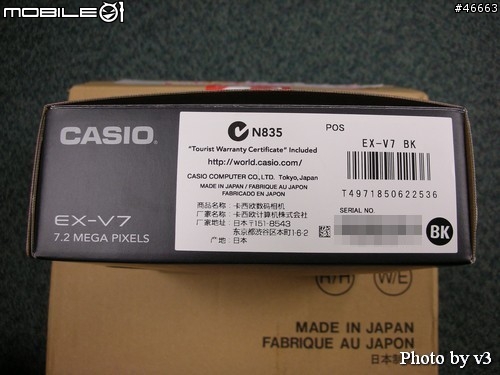 MOBILE01
#46663
CASIO
EX-V7
7.2 MEGA PIXELS
N835
POS
"Tourist Warranty Certificate" Included
http://world.casio.com/
CASIO COMPUTER CO., LTD. Tokyo, Japan
MADE IN JAPAN / FABRIQUE AU JAPON
FABRICADO EN JAPON
商品名称: 卡西欧数码相机
厂家名称: 卡西欧计算机株式会社
厂家地址: 日本〒151-8543
东京都涩谷区本町1-6-2
产地: 日本
EX-V7 BK
T4971850622536
SERIAL NO.
BK
(H/H) (W/E)
MADE IN JAPAN
FABRIQUE AU JAPON
日本
Photo by v3